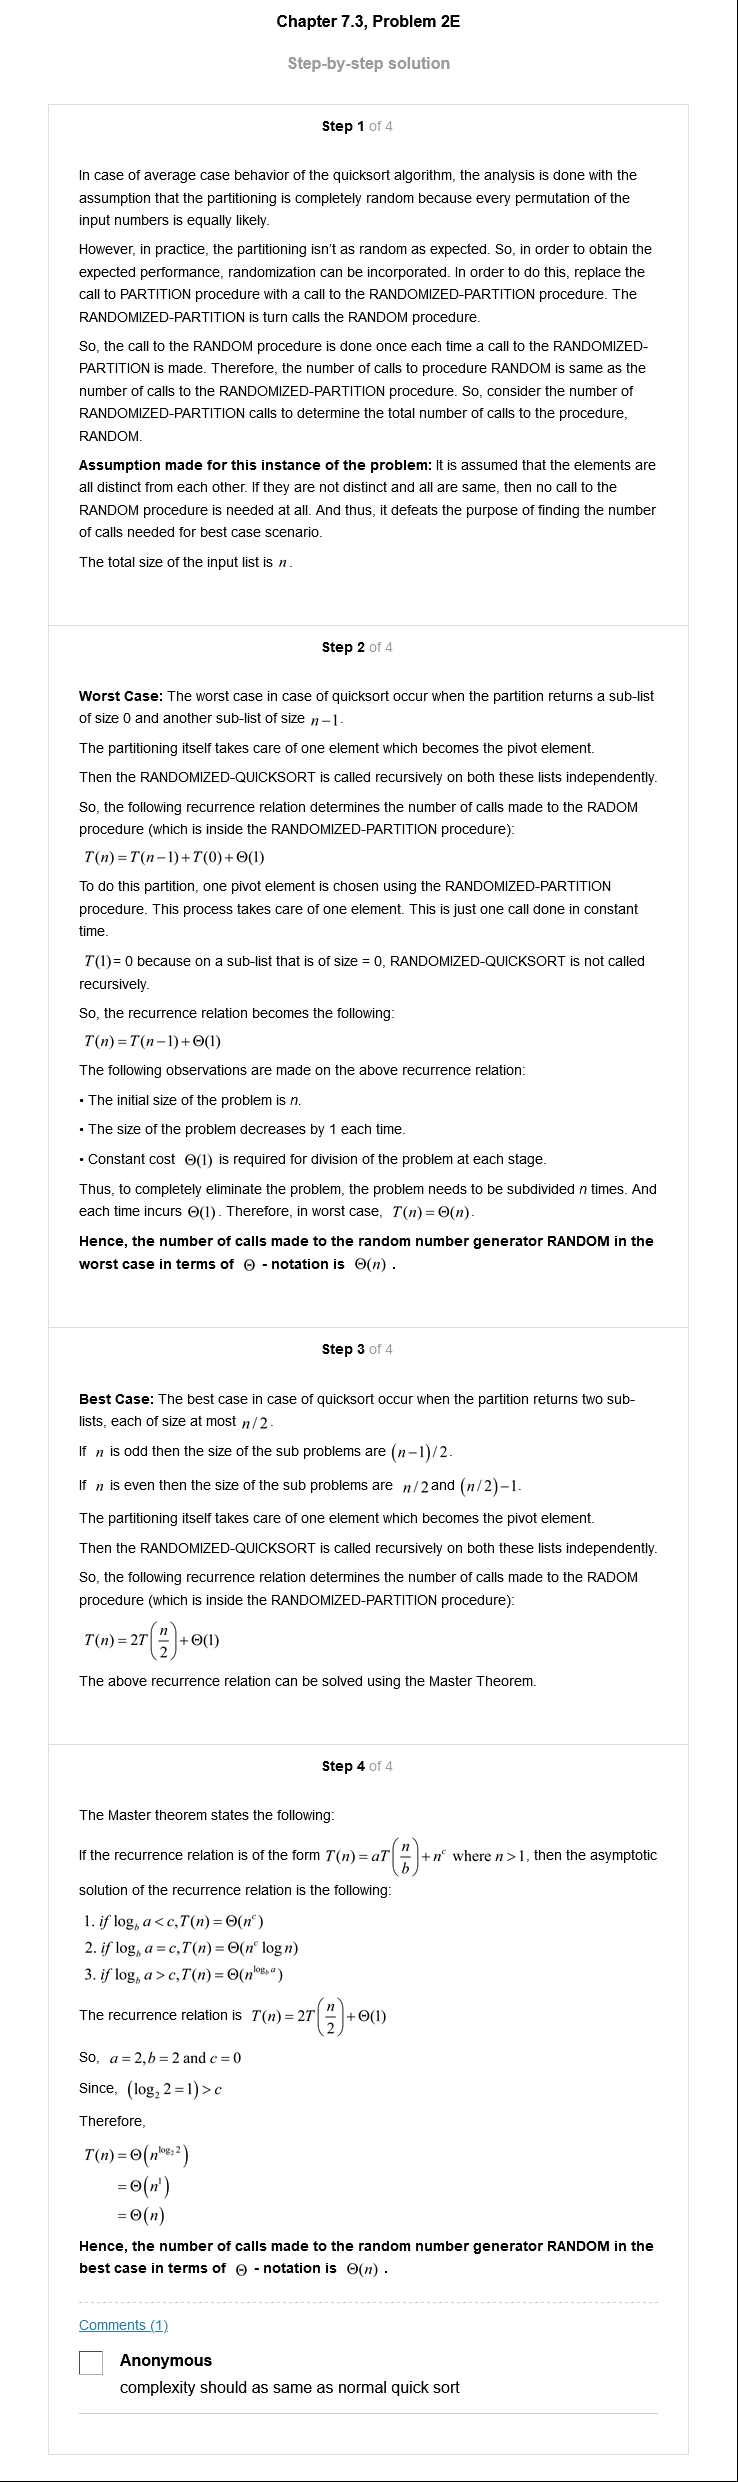 Chapter 7.3, Problem 2E
Step-by-step solution
Step 1 of 4
In case of average case behavior of the quicksort algorithm, the analysis is done with the
assumption that the partitioning is completely random because every permutation of the
input numbers is equally likely.
However, in practice, the partitioning isn't as random as expected. So, in order to obtain the
expected performance, randomization can be incorporated. In order to do this, replace the
call to PARTITION procedure with a call to the RANDOMIZED-PARTITION procedure. The
RANDOMIZED-PARTITION is turn calls the RANDOM procedure.
So, the call to the RANDOM procedure is done once each time a call to the RANDOMIZED-
PARTITION is made. Therefore, the number of calls to procedure RANDOM is same as the
number of calls to the RANDOMIZED-PARTITION procedure. So, consider the number of
RANDOMIZED-PARTITION calls to determine the total number of calls to the procedure,
RANDOM.
Assumption made for this instance of the problem: It is assumed that the elements are
all distinct from each other. If they are not distinct and all are same, then no call to the
RANDOM procedure is needed at all. And thus, it defeats the purpose of finding the number
of calls needed for best case scenario.
The total size of the input list is n.
Step 2 of 4
Worst Case: The worst case in case of quicksort occur when the partition returns a sub-list
of size 0 and another sub-list of size n−1.
The partitioning itself takes care of one element which becomes the pivot element.
Then the RANDOMIZED-QUICKSORT is called recursively on both these lists independently.
So, the following recurrence relation determines the number of calls made to the RADOM
procedure (which is inside the RANDOMIZED-PARTITION procedure):
T(n)=T(n−1)+T(0)+Θ(1)
To do this partition, one pivot element is chosen using the RANDOMIZED-PARTITION
procedure. This process takes care of one element. This is just one call done in constant
time.
T(1)= 0 because on a sub-list that is of size = 0, RANDOMIZED-QUICKSORT is not called
recursively.
So, the recurrence relation becomes the following:
T(n)=T(n−1)+Θ(1)
The following observations are made on the above recurrence relation:
• The initial size of the problem is n.
• The size of the problem decreases by 1 each time.
• Constant cost Θ(1) is required for division of the problem at each stage.
Thus, to completely eliminate the problem, the problem needs to be subdivided n times. And
each time incurs Θ(1). Therefore, in worst case, T(n)=Θ(n).
Hence, the number of calls made to the random number generator RANDOM in the
worst case in terms of Θ - notation is Θ(n) .
Step 3 of 4
Best Case: The best case in case of quicksort occur when the partition returns two sub-
lists, each of size at most n/2.
If n is odd then the size of the sub problems are (n−1)/2.
If n is even then the size of the sub problems are n/2 and (n/2)−1.
The partitioning itself takes care of one element which becomes the pivot element.
Then the RANDOMIZED-QUICKSORT is called recursively on both these lists independently.
So, the following recurrence relation determines the number of calls made to the RADOM
procedure (which is inside the RANDOMIZED-PARTITION procedure):
T(n)=2T(n/2)+Θ(1)
The above recurrence relation can be solved using the Master Theorem.
Step 4 of 4
The Master theorem states the following:
If the recurrence relation is of the form T(n)=aT(n/b)+n^c where n>1, then the asymptotic
solution of the recurrence relation is the following:
1. if log_b a<c,T(n)=Θ(n^c)
2. if log_b a=c,T(n)=Θ(n^c log n)
3. if log_b a>c,T(n)=Θ(n^(log_b a))
The recurrence relation is T(n)=2T(n/2)+Θ(1)
So, a=2,b=2 and c=0
Since, (log_2 2=1)>c
Therefore,
T(n)=Θ(n^(log_2 2))
=Θ(n^1)
=Θ(n)
Hence, the number of calls made to the random number generator RANDOM in the
best case in terms of Θ - notation is Θ(n) .
Comments (1)
Anonymous
complexity should as same as normal quick sort